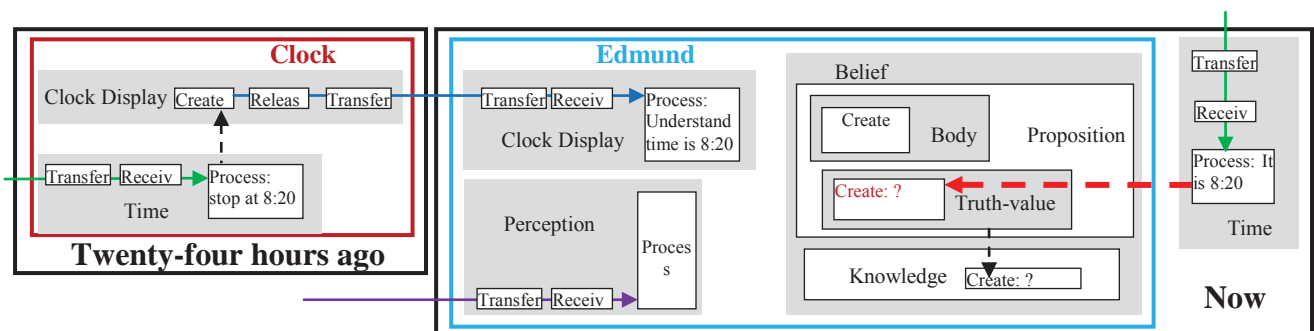 Clock
Clock Display
Create
Releas
Transfer
Transfer
Receiv
Process:
stop at 8:20
Time
Twenty-four hours ago
Edmund
Transfer
Receiv
Process:
Understand
time is 8:20
Clock Display
Perception
Proces
s
Transfer
Receiv
Belief
Create
Body
Proposition
Create: ?
Truth-value
Knowledge
Create: ?
Transfer
Receiv
Process: It
is 8:20
Time
Now